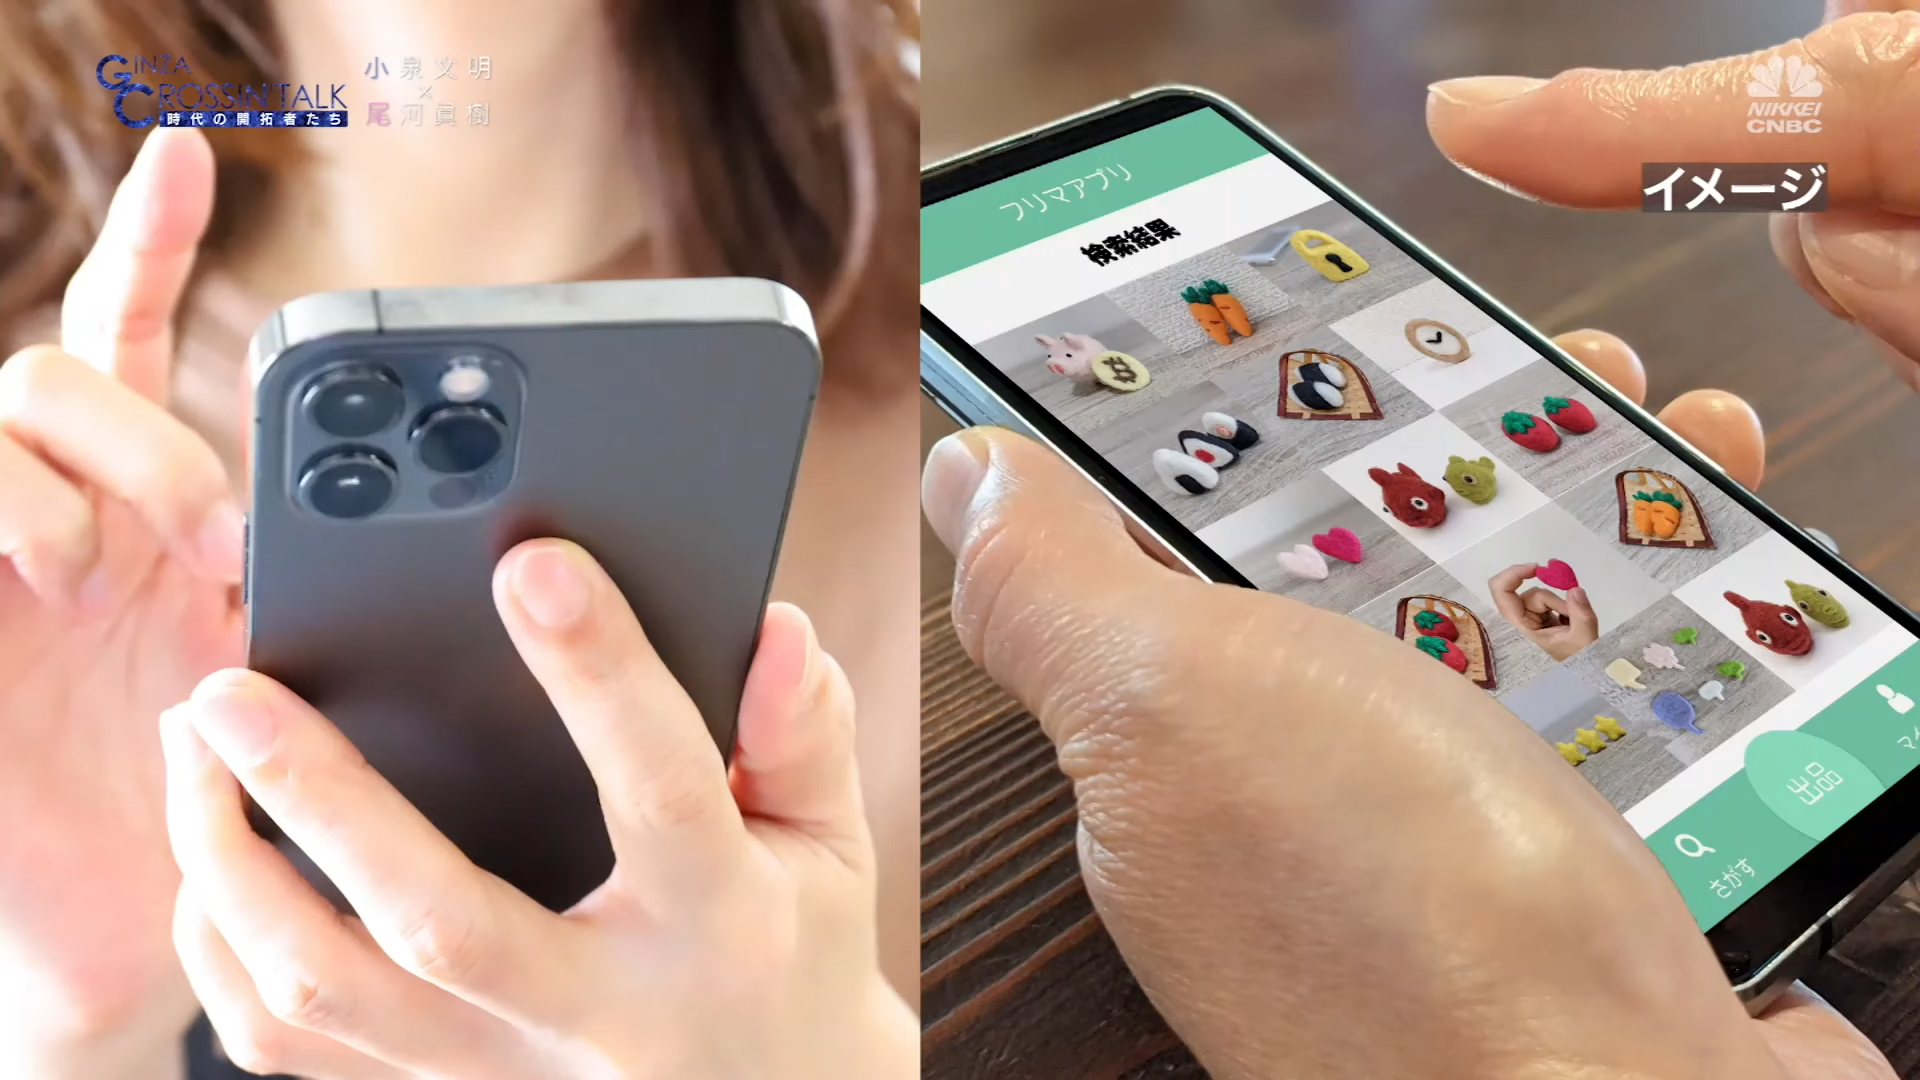 GINZA
CROSSIN' TALK
時代の開拓者たち
小泉文明
×
尾河眞樹
NIKKEI
CNBC
イメージ
フリマアプリ
検索結果
出品
さがす
マイ